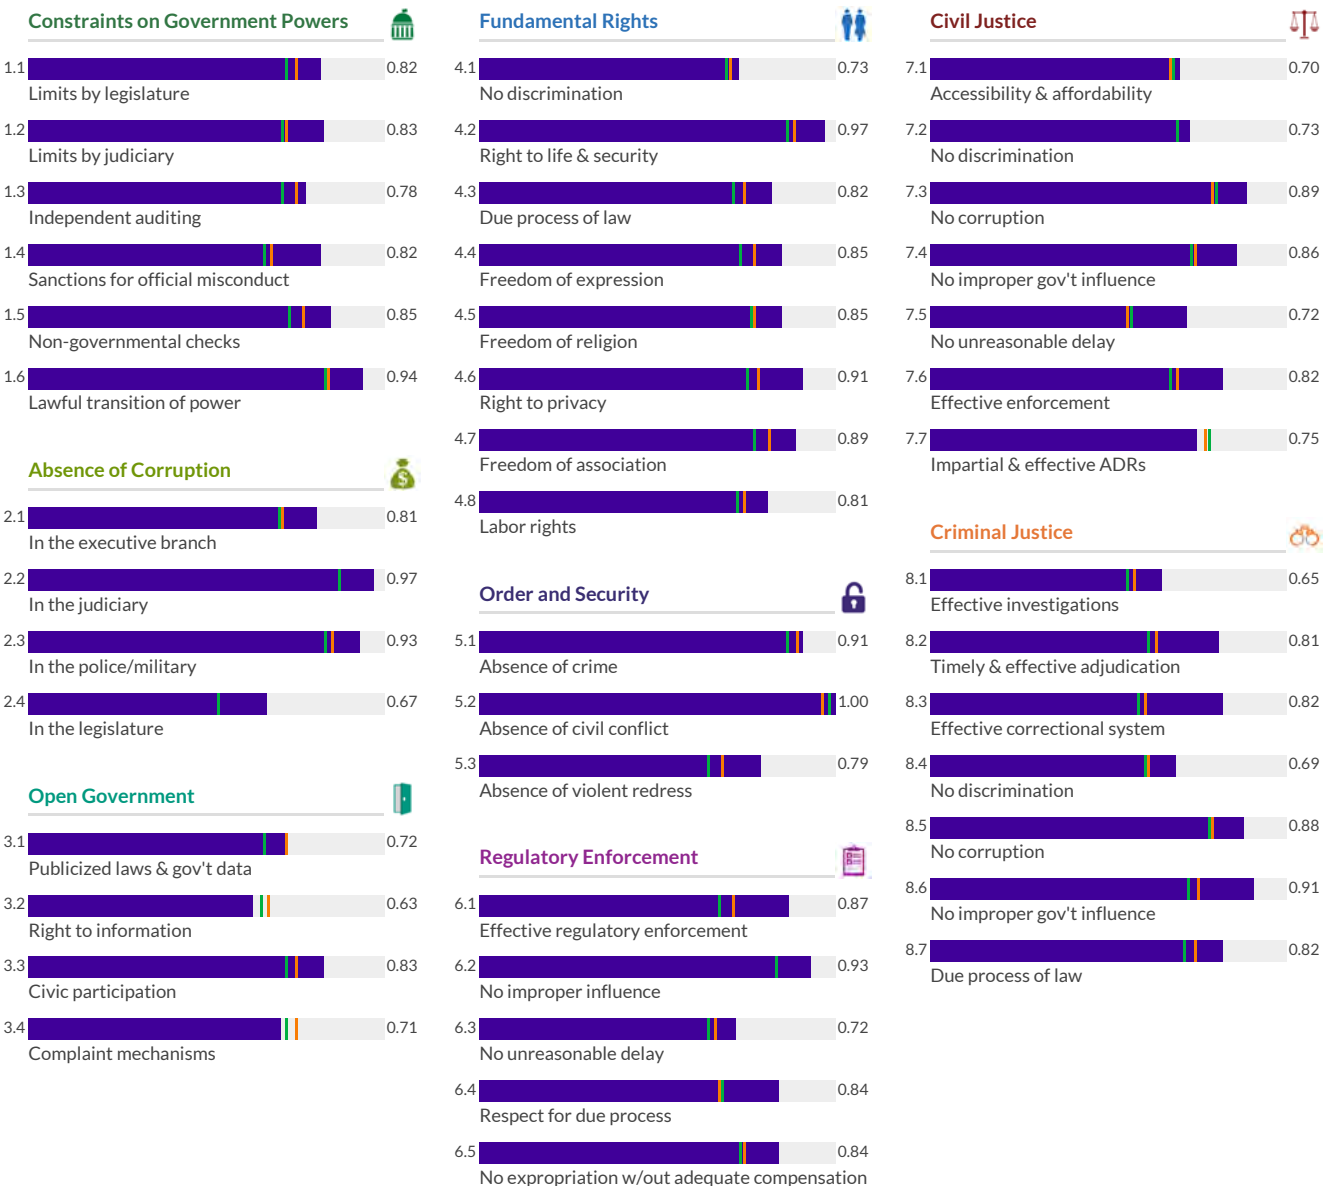 Constraints on Government Powers
1.1 0.82
Limits by legislature
1.2 0.83
Limits by judiciary
1.3 0.78
Independent auditing
1.4 0.82
Sanctions for official misconduct
1.5 0.85
Non-governmental checks
1.6 0.94
Lawful transition of power
Absence of Corruption
2.1 0.81
In the executive branch
2.2 0.97
In the judiciary
2.3 0.93
In the police/military
2.4 0.67
In the legislature
Open Government
3.1 0.72
Publicized laws & gov't data
3.2 0.63
Right to information
3.3 0.83
Civic participation
3.4 0.71
Complaint mechanisms
Fundamental Rights
4.1 0.73
No discrimination
4.2 0.97
Right to life & security
4.3 0.82
Due process of law
4.4 0.85
Freedom of expression
4.5 0.85
Freedom of religion
4.6 0.91
Right to privacy
4.7 0.89
Freedom of association
4.8 0.81
Labor rights
Order and Security
5.1 0.91
Absence of crime
5.2 1.00
Absence of civil conflict
5.3 0.79
Absence of violent redress
Regulatory Enforcement
6.1 0.87
Effective regulatory enforcement
6.2 0.93
No improper influence
6.3 0.72
No unreasonable delay
6.4 0.84
Respect for due process
6.5 0.84
No expropriation w/out adequate compensation
Civil Justice
7.1 0.70
Accessibility & affordability
7.2 0.73
No discrimination
7.3 0.89
No corruption
7.4 0.86
No improper gov't influence
7.5 0.72
No unreasonable delay
7.6 0.82
Effective enforcement
7.7 0.75
Impartial & effective ADRs
Criminal Justice
8.1 0.65
Effective investigations
8.2 0.81
Timely & effective adjudication
8.3 0.82
Effective correctional system
8.4 0.69
No discrimination
8.5 0.88
No corruption
8.6 0.91
No improper gov't influence
8.7 0.82
Due process of law